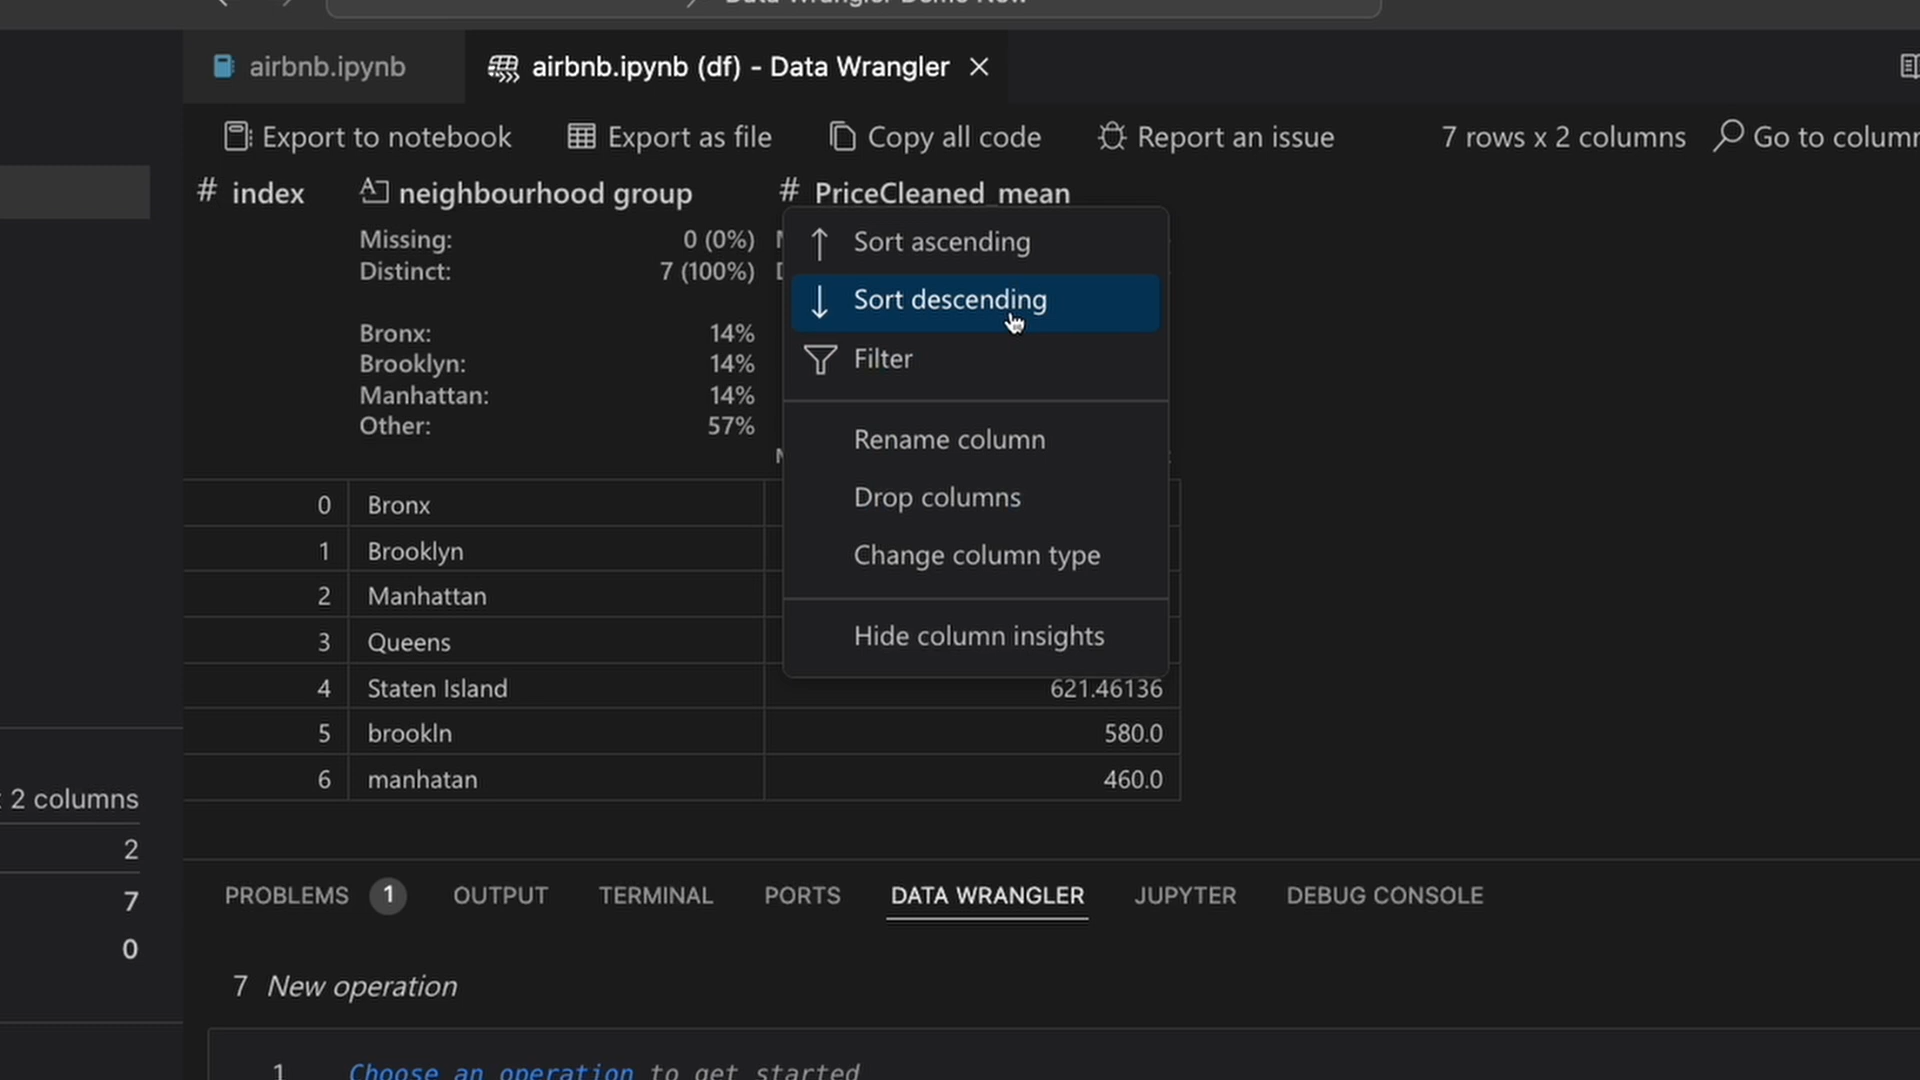 Data Wrangler Demo New
airbnb.ipynb
airbnb.ipynb (df) - Data Wrangler
Export to notebook
Export as file
Copy all code
Report an issue
7 rows x 2 columns
Go to column
# index
neighbourhood group
# PriceCleaned_mean
Missing: 0 (0%)
Distinct: 7 (100%)
Bronx: 14%
Brooklyn: 14%
Manhattan: 14%
Other: 57%
Sort ascending
Sort descending
Filter
Rename column
Drop columns
Change column type
Hide column insights
0 Bronx
1 Brooklyn
2 Manhattan
3 Queens
4 Staten Island 621.46136
5 brookln 580.0
6 manhatan 460.0
2 columns
2
7
0
PROBLEMS 1 OUTPUT TERMINAL PORTS DATA WRANGLER JUPYTER DEBUG CONSOLE
7 New operation
1 Choose an operation to get started